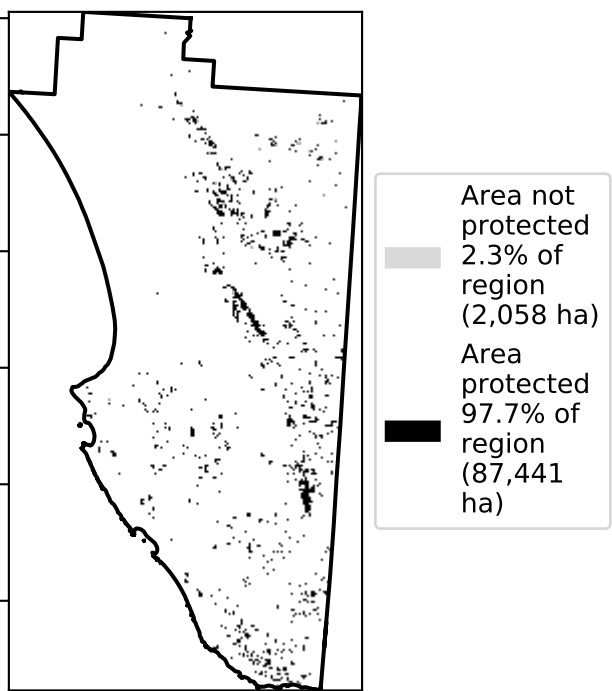 Area not
protected
2.3% of
region
(2,058 ha)
Area
protected
97.7% of
region
(87,441
ha)